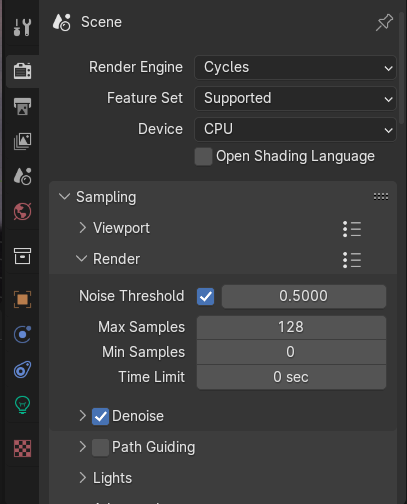 Scene
Render Engine Cycles
Feature Set Supported
Device CPU
Open Shading Language
Sampling
Viewport
Render
Noise Threshold 0.5000
Max Samples 128
Min Samples 0
Time Limit 0 sec
Denoise
Path Guiding
Lights